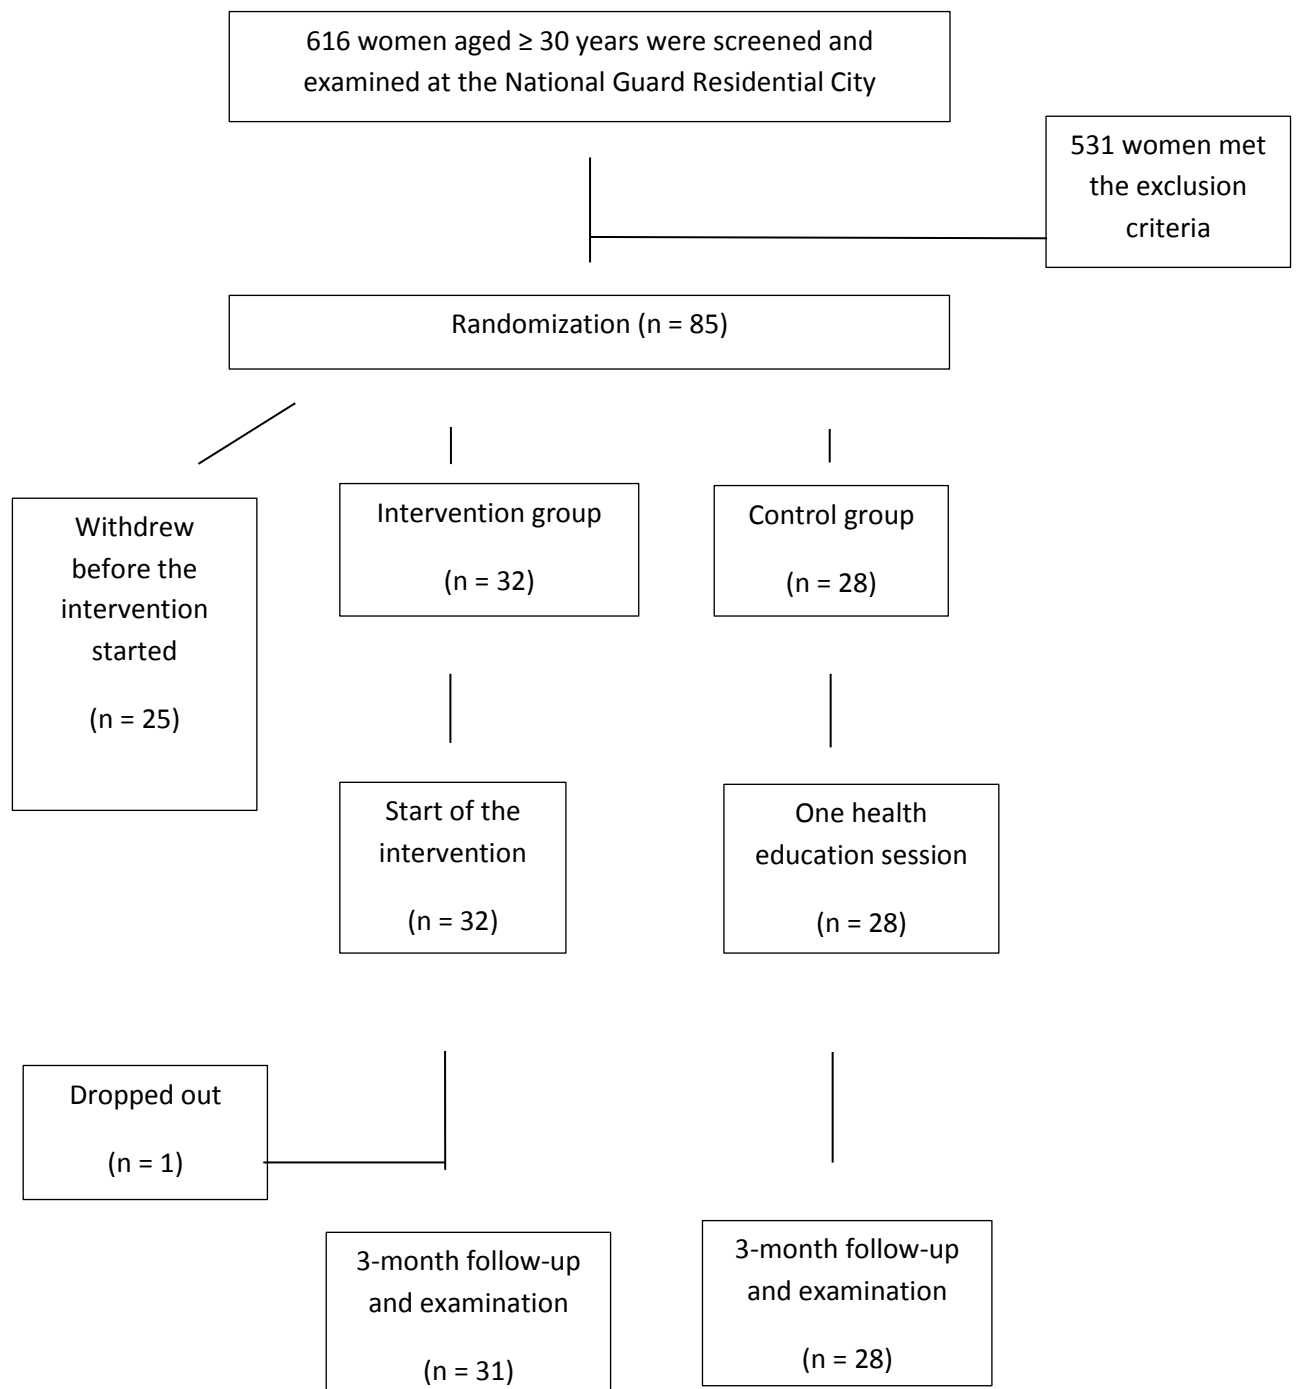 616 women aged ≥ 30 years were screened and
examined at the National Guard Residential City
531 women met
the exclusion
criteria
Randomization (n = 85)
Withdrew
before the
intervention
started
(n = 25)
Intervention group
(n = 32)
Control group
(n = 28)
Start of the
intervention
(n = 32)
One health
education session
(n = 28)
Dropped out
(n = 1)
3-month follow-up
and examination
(n = 31)
3-month follow-up
and examination
(n = 28)